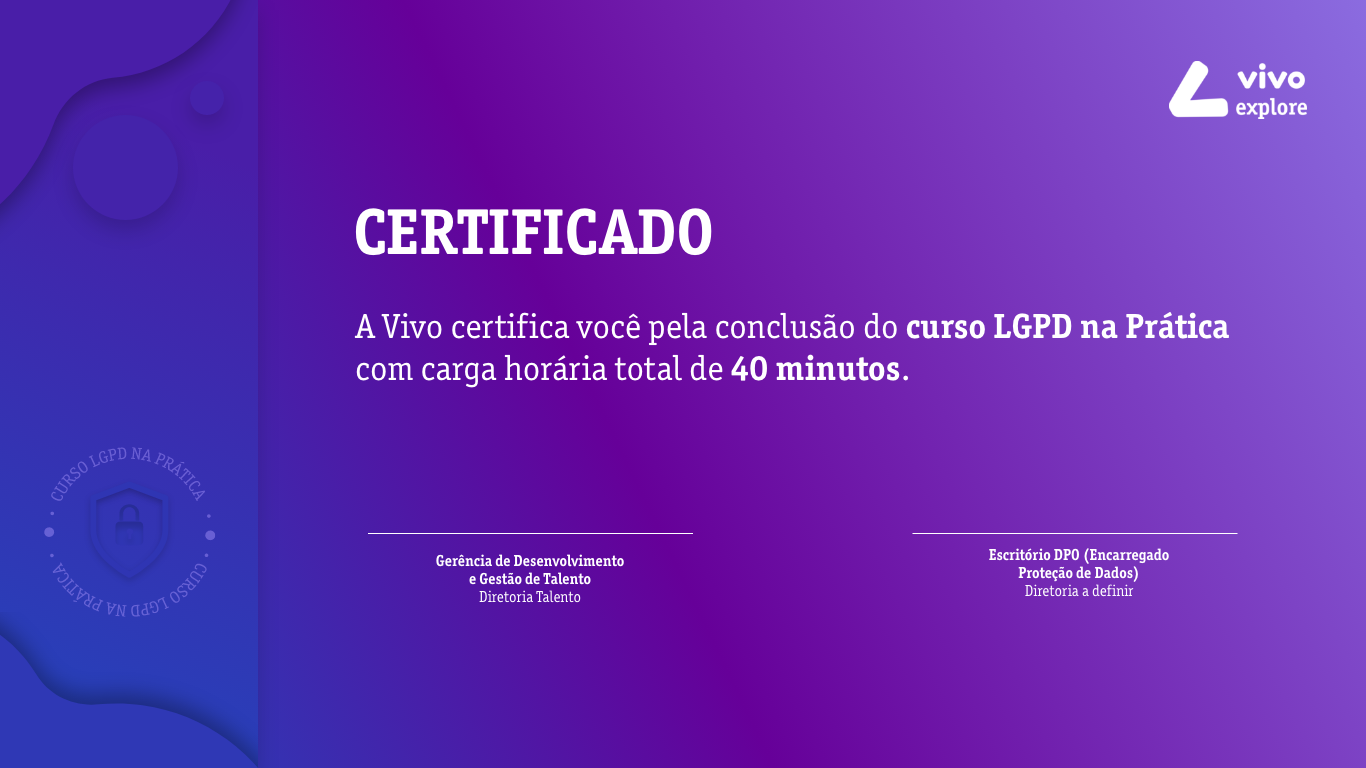 vivo
explore
CERTIFICADO
A Vivo certifica você pela conclusão do curso LGPD na Prática
com carga horária total de 40 minutos.
CURSO LGPD NA PRÁTICA
CURSO LGPD NA PRÁTICA
Gerência de Desenvolvimento
e Gestão de Talento
Diretoria Talento
Escritório DPO (Encarregado
Proteção de Dados)
Diretoria a definir